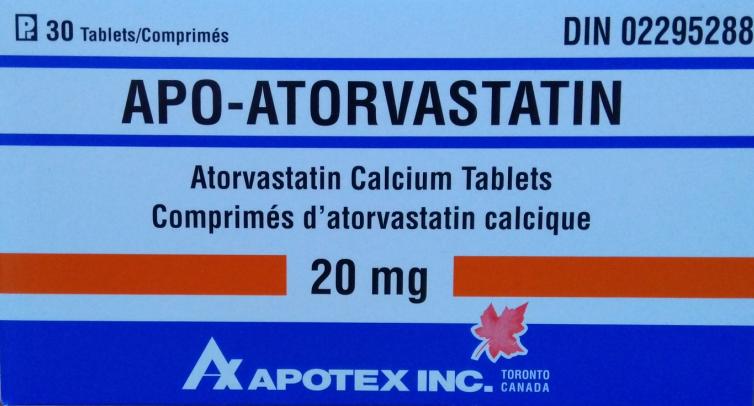 Pr 30 Tablets/Comprimés
DIN 02295288
APO-ATORVASTATIN
Atorvastatin Calcium Tablets
Comprimés d'atorvastatin calcique
20 mg
APOTEX INC. TORONTO
CANADA